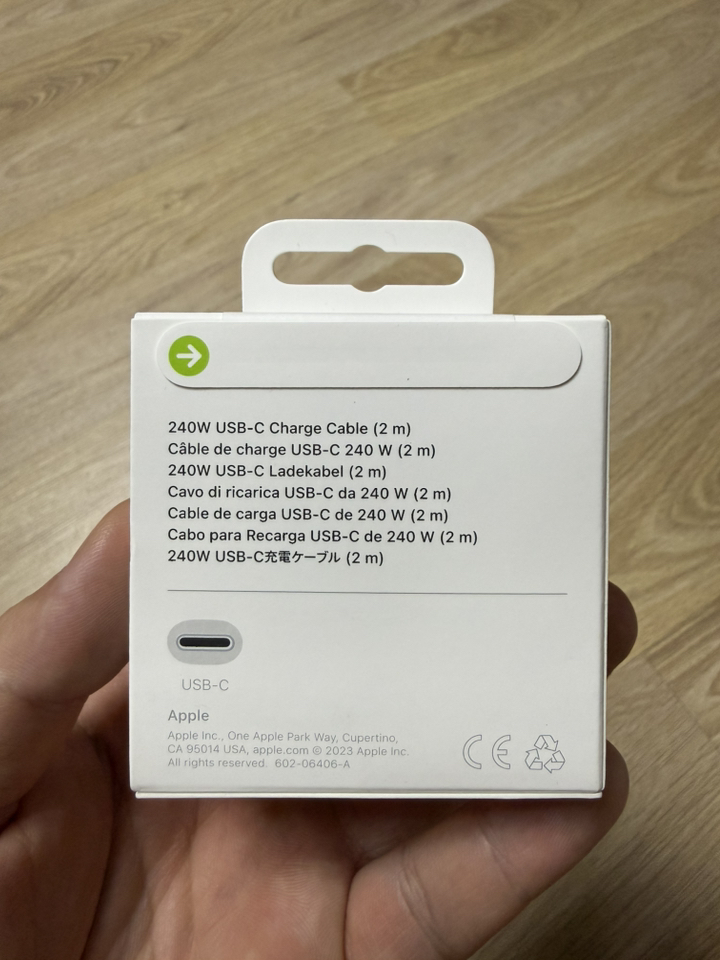 240W USB-C Charge Cable (2 m)
Câble de charge USB-C 240 W (2 m)
240W USB-C Ladekabel (2 m)
Cavo di ricarica USB-C da 240 W (2 m)
Cable de carga USB-C de 240 W (2 m)
Cabo para Recarga USB-C de 240 W (2 m)
240W USB-C充電ケーブル (2 m)
USB-C
Apple
Apple Inc., One Apple Park Way, Cupertino,
CA 95014 USA, apple.com © 2023 Apple Inc.
All rights reserved. 602-06406-A
CE